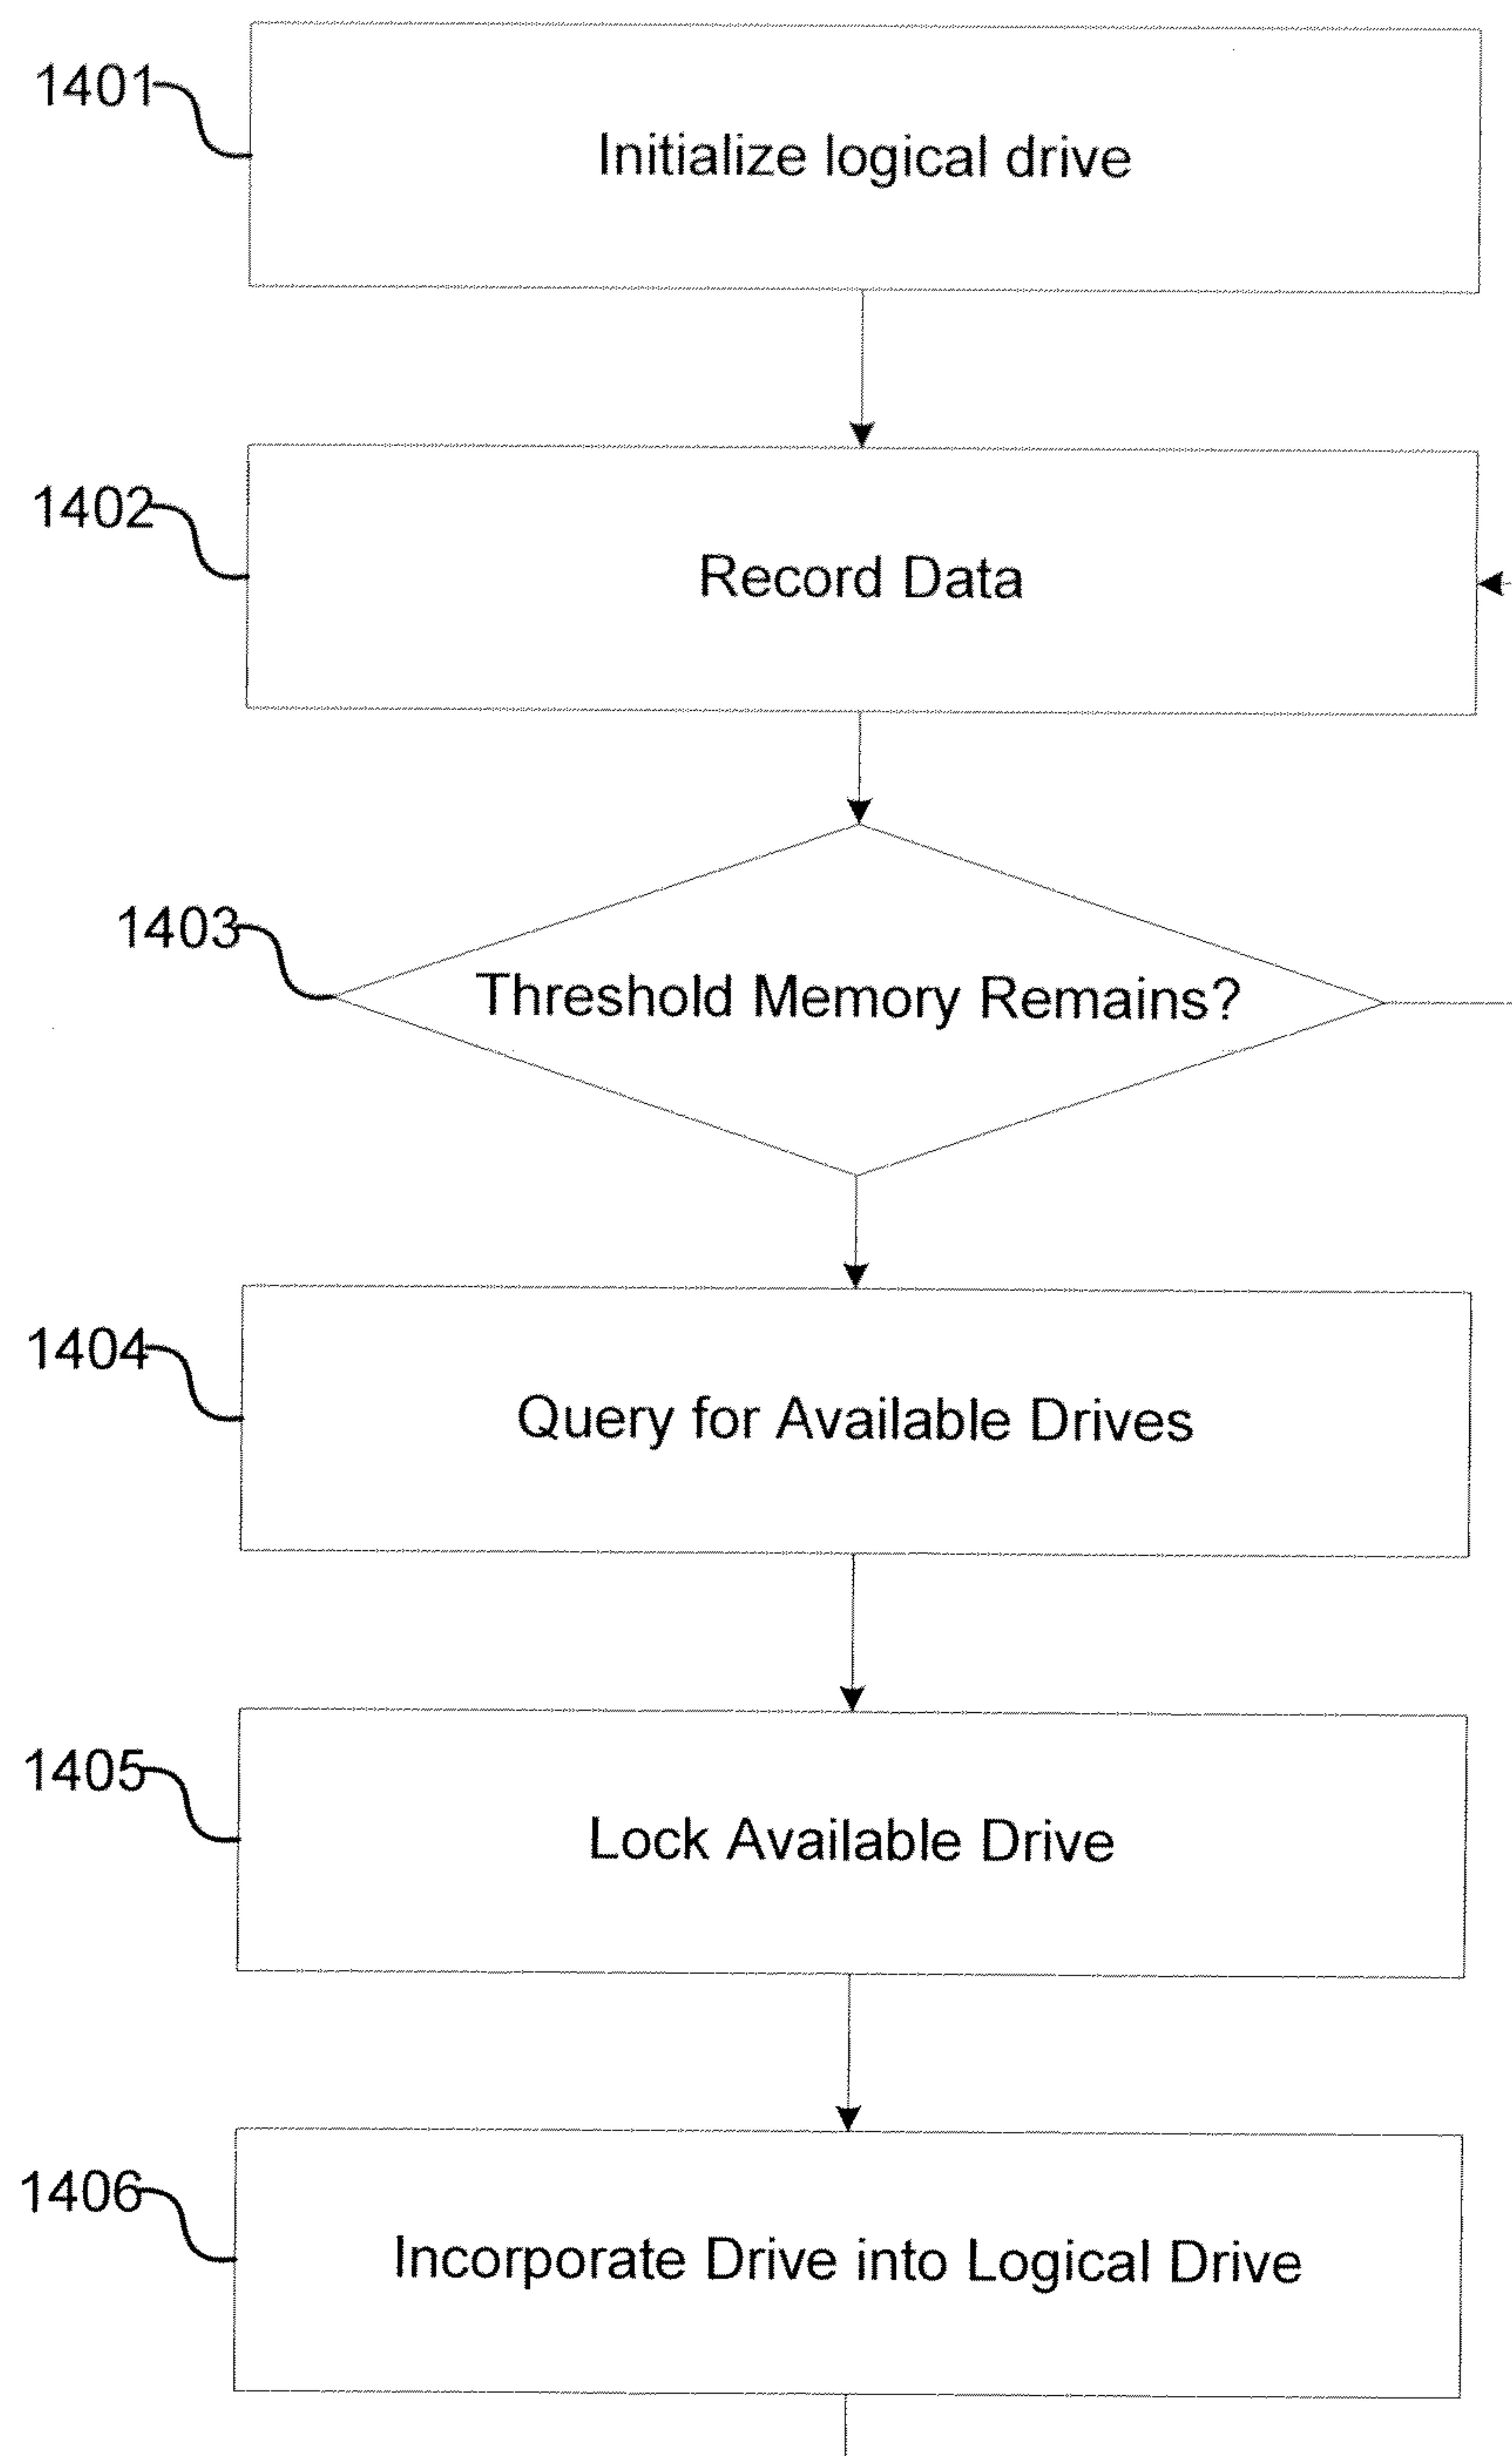 1401
Initialize logical drive
1402
Record Data
1403
Threshold Memory Remains?
1404
Query for Available Drives
1405
Lock Available Drive
1406
Incorporate Drive into Logical Drive